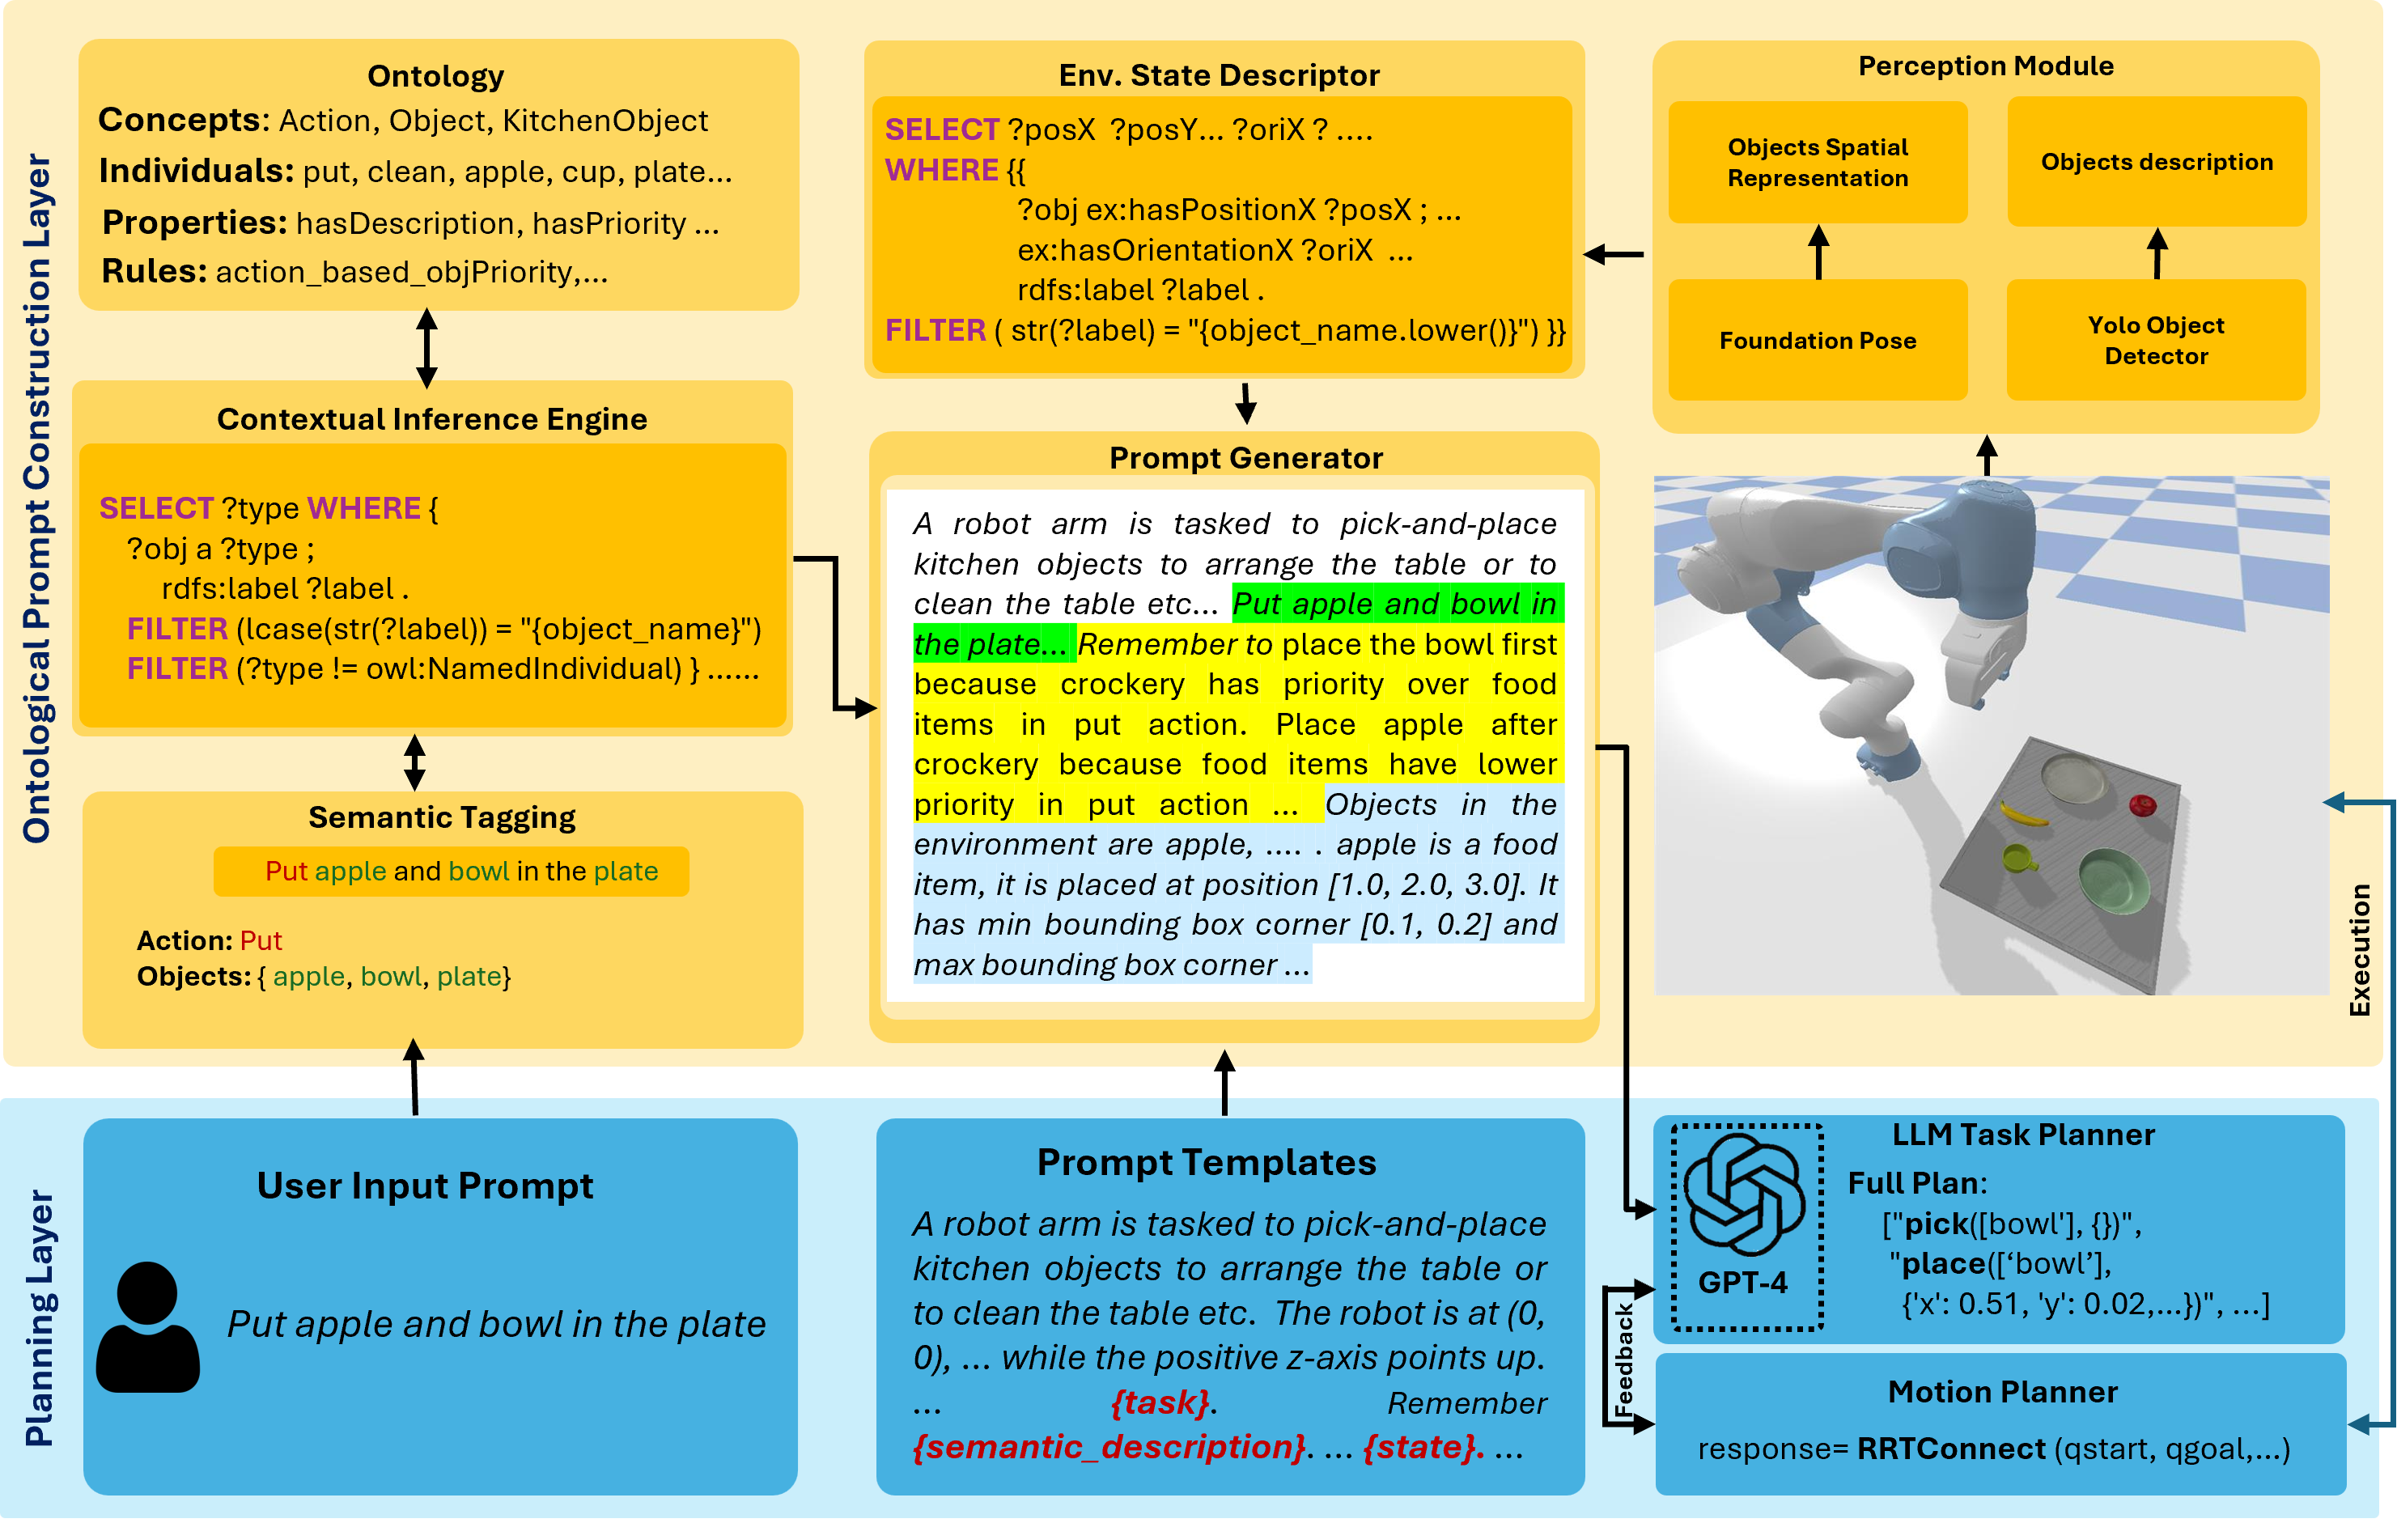 Ontological Prompt Construction Layer
Ontology
Concepts: Action, Object, KitchenObject
Individuals: put, clean, apple, cup, plate...
Properties: hasDescription, hasPriority ...
Rules: action_based_objPriority,...
Contextual Inference Engine
SELECT ?type WHERE {
?obj a ?type ;
rdfs:label ?label .
FILTER (lcase(str(?label)) = "{object_name}")
FILTER (?type != owl:NamedIndividual) } ......
Semantic Tagging
Put apple and bowl in the plate
Action: Put
Objects: { apple, bowl, plate}
Env. State Descriptor
SELECT ?posX ?posY... ?oriX ? ....
WHERE {{
?obj ex:hasPositionX ?posX ; ...
ex:hasOrientationX ?oriX ...
rdfs:label ?label .
FILTER ( str(?label) = "{object_name.lower()}") }}
Prompt Generator
A robot arm is tasked to pick-and-place
kitchen objects to arrange the table or to
clean the table etc... Put apple and bowl in
the plate... Remember to place the bowl first
because crockery has priority over food
items in put action. Place apple after
crockery because food items have lower
priority in put action ... Objects in the
environment are apple, .... . apple is a food
item, it is placed at position [1.0, 2.0, 3.0]. It
has min bounding box corner [0.1, 0.2] and
max bounding box corner ...
Perception Module
Objects Spatial
Representation
Objects description
Foundation Pose
Yolo Object
Detector
Execution
Planning Layer
User Input Prompt
Put apple and bowl in the plate
Prompt Templates
A robot arm is tasked to pick-and-place
kitchen objects to arrange the table or
to clean the table etc. The robot is at (0,
0), ... while the positive z-axis points up.
... {task}. Remember
{semantic_description}. ... {state}. ...
LLM Task Planner
GPT-4
Full Plan:
["pick([bowl'], {})",
"place([‘bowl’],
{'x': 0.51, 'y': 0.02,...})", ...]
Feedback
Motion Planner
response= RRTConnect (qstart, qgoal,...)